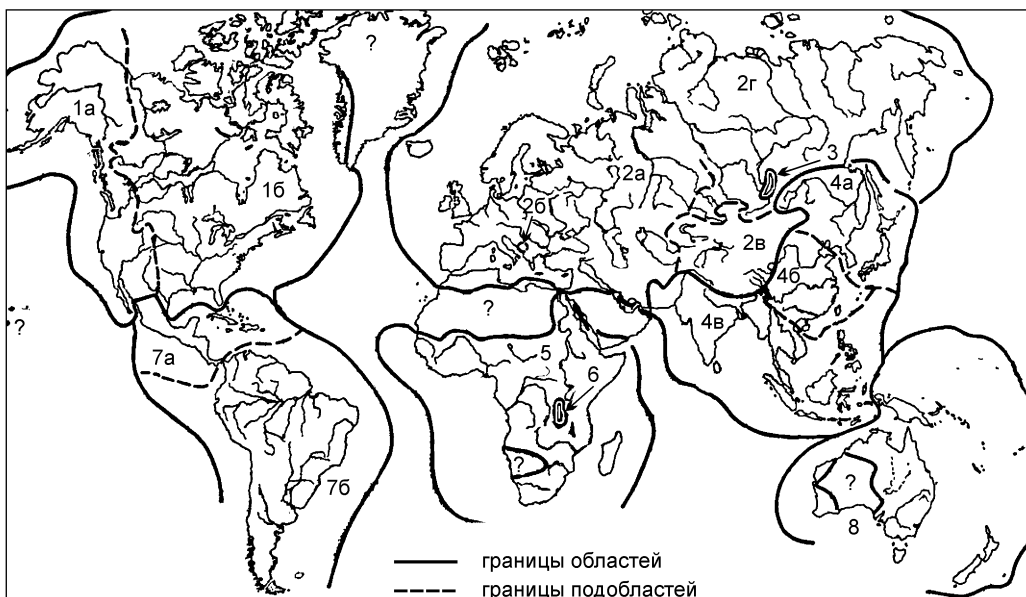 ?
2г
1а
3
2а
4а
1б
2б
2в
4б
?
?
4в
7а
5
6
?
?
7б
8
границы областей
границы подобластей